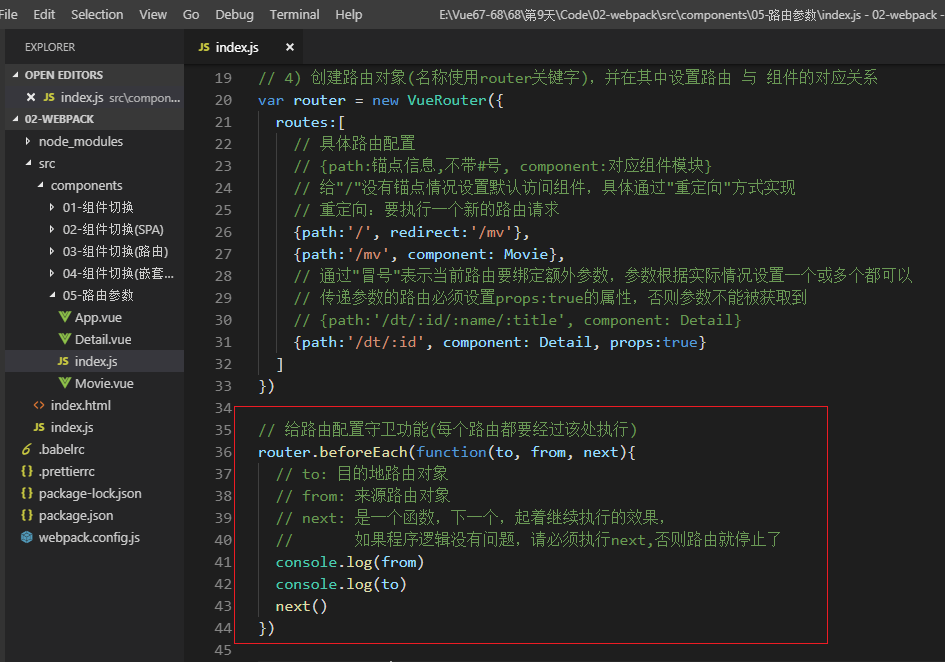 File Edit Selection View Go Debug Terminal Help E:\Vue67-68\68\第9天\Code\02-webpack\src\components\05-路由参数\index.js - 02-webpack -
EXPLORER
OPEN EDITORS
JS index.js src\compon...
02-WEBPACK
node_modules
src
components
01-组件切换
02-组件切换(SPA)
03-组件切换(路由)
04-组件切换(嵌套...
05-路由参数
App.vue
Detail.vue
JS index.js
Movie.vue
index.html
JS index.js
.babelrc
.prettierrc
package-lock.json
package.json
webpack.config.js
JS index.js ×
19 // 4) 创建路由对象(名称使用router关键字), 并在其中设置路由 与 组件的对应关系
20 var router = new VueRouter({
21 routes:[
22 // 具体路由配置
23 // {path:锚点信息,不带#号, component:对应组件模块}
24 // 给"/"没有锚点情况设置默认访问组件, 具体通过"重定向"方式实现
25 // 重定向: 要执行一个新的路由请求
26 {path:'/', redirect:'/mv'},
27 {path:'/mv', component: Movie},
28 // 通过"冒号"表示当前路由要绑定额外参数, 参数根据实际情况设置一个或多个都可以
29 // 传递参数的路由必须设置props:true的属性, 否则参数不能被获取到
30 // {path:'/dt/:id/:name/:title', component: Detail}
31 {path:'/dt/:id', component: Detail, props:true}
32 ]
33 })
34
35 // 给路由配置守卫功能(每个路由都要经过该处执行)
36 router.beforeEach(function(to, from, next){
37 // to: 目的地路由对象
38 // from: 来源路由对象
39 // next: 是一个函数, 下一个, 起着继续执行的效果,
40 // 如果程序逻辑没有问题, 请必须执行next,否则路由就停止了
41 console.log(from)
42 console.log(to)
43 next()
44 })
45